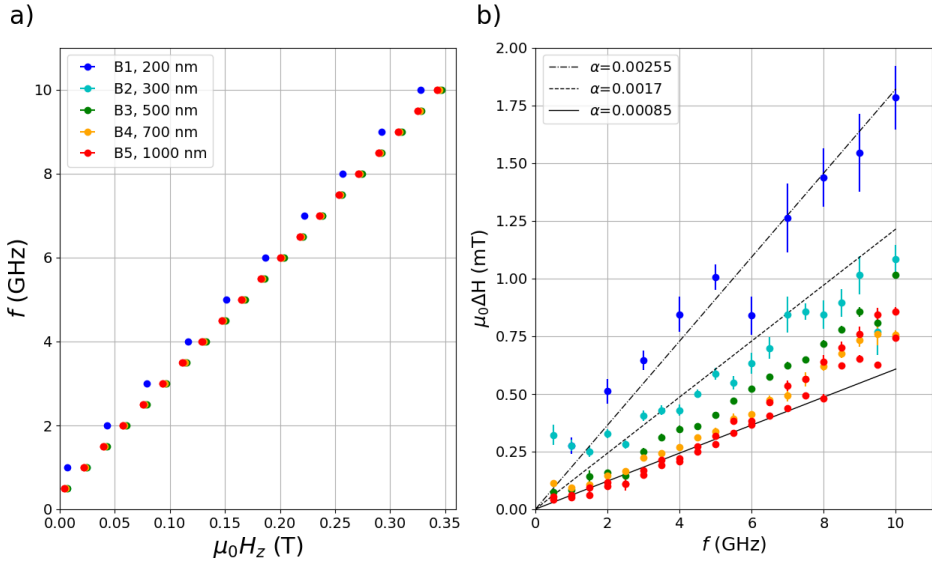 a)
B1, 200 nm
B2, 300 nm
B3, 500 nm
B4, 700 nm
B5, 1000 nm
10
8
6
4
2
0
0.00 0.05 0.10 0.15 0.20 0.25 0.30 0.35
f (GHz)
μ₀H_z (T)
b)
α=0.00255
α=0.0017
α=0.00085
2.00
1.75
1.50
1.25
1.00
0.75
0.50
0.25
0.00
0 2 4 6 8 10
μ₀ΔH (mT)
f (GHz)